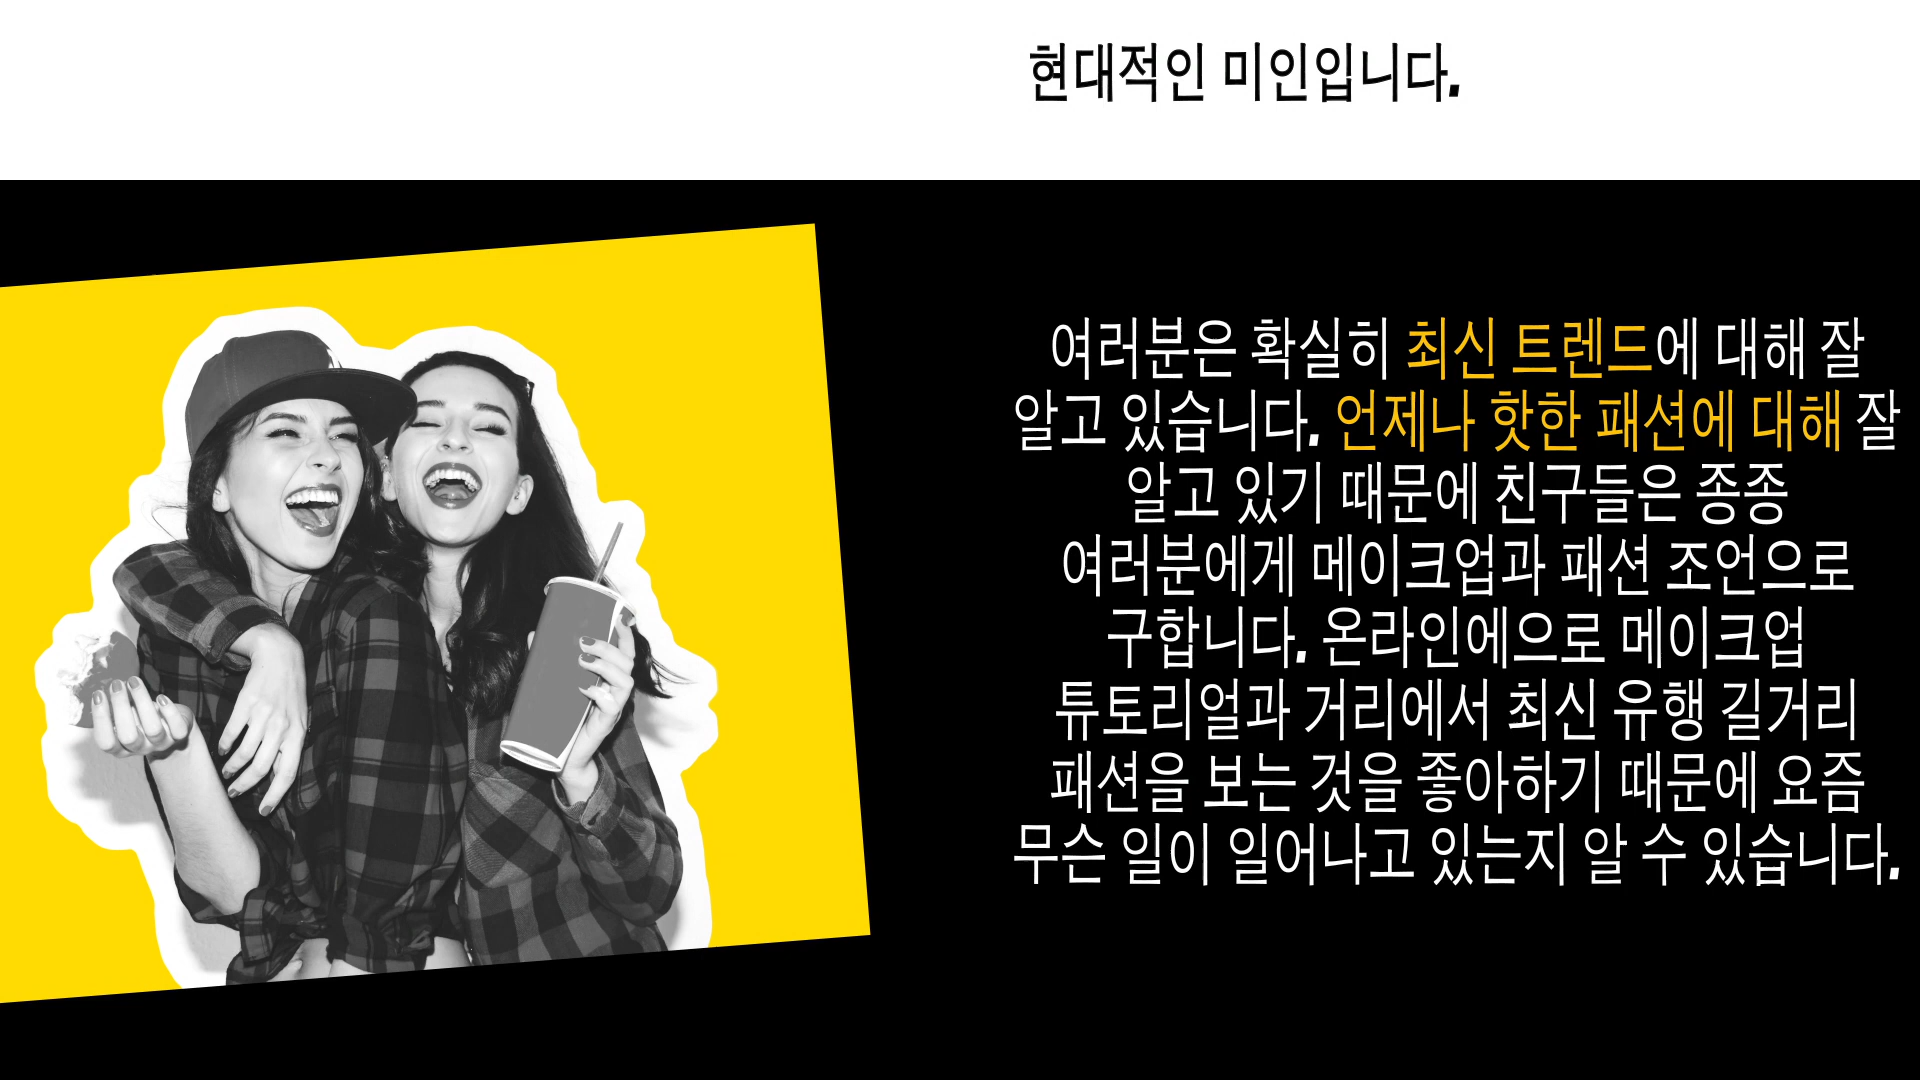 현대적인 미인입니다.
여러분은 확실히 최신 트렌드에 대해 잘
알고 있습니다. 언제나 핫한 패션에 대해 잘
알고 있기 때문에 친구들은 종종
여러분에게 메이크업과 패션 조언으로
구합니다. 온라인에으로 메이크업
튜토리얼과 거리에서 최신 유행 길거리
패션을 보는 것을 좋아하기 때문에 요즘
무슨 일이 일어나고 있는지 알 수 있습니다.